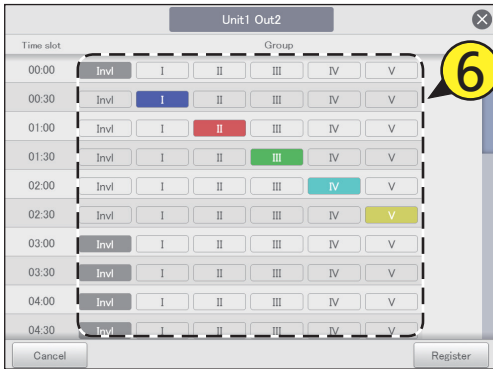 Unit1 Out2
Time slot Group
00:00 Invl I II III IV V
00:30 Invl I II III IV V
01:00 Invl I II III IV V
01:30 Invl I II III IV V
02:00 Invl I II III IV V
02:30 Invl I II III IV V
03:00 Invl I II III IV V
03:30 Invl I II III IV V
04:00 Invl I II III IV V
04:30 Invl I II III IV V
6
Cancel Register